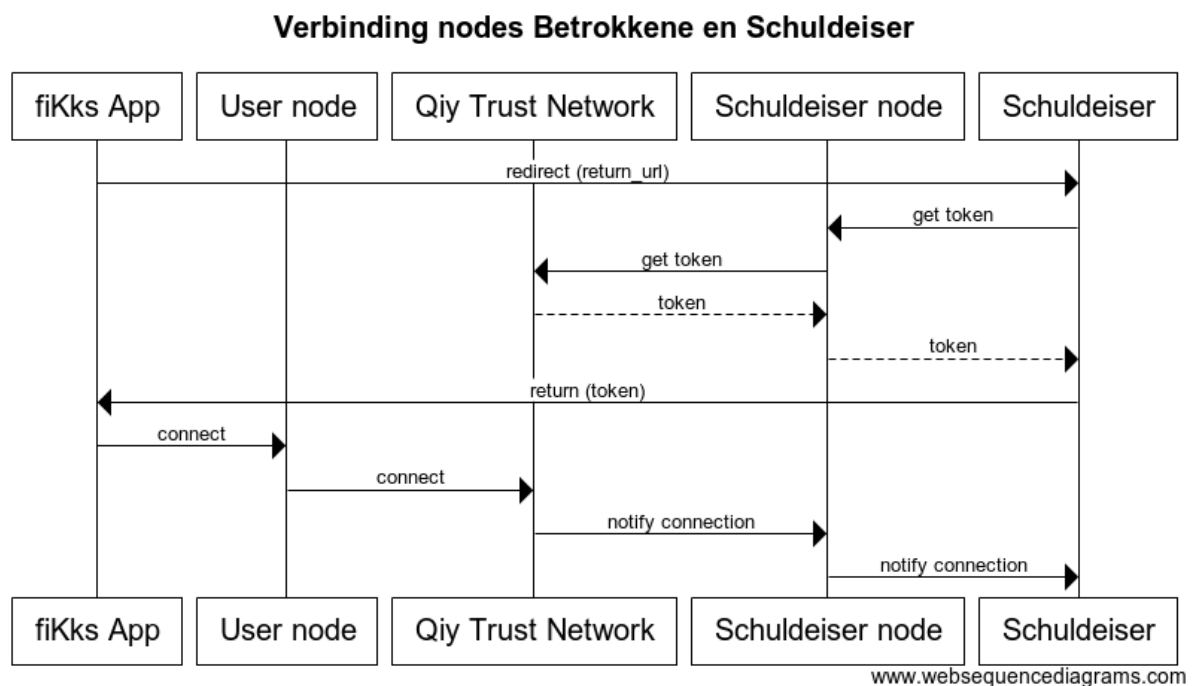 Verbinding nodes Betrokkene en Schuldeiser
fiKks App User node Qiy Trust Network Schuldeiser node Schuldeiser
redirect (return_url)
get token
get token
token
token
return (token)
connect
connect
notify connection
notify connection
fiKks App User node Qiy Trust Network Schuldeiser node Schuldeiser
www.websequencediagrams.com